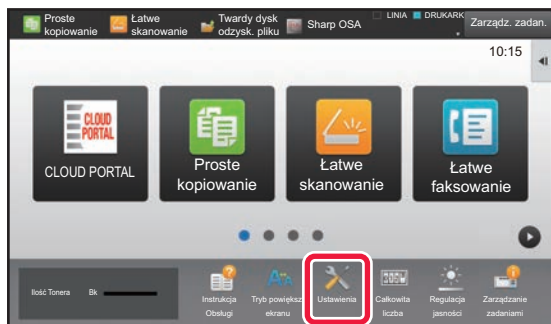 Proste
kopiowanie
Łatwe
skanowanie
Twardy dysk
odzysk. pliku
Sharp OSA
LINIA
DRUKARK
Zarządz. zadan.
10:15
CLOUD
PORTAL
CLOUD PORTAL
Proste
kopiowanie
Łatwe
skanowanie
Łatwe
faksowanie
Ilość Tonera Bk
Instrukcja
Obsługi
Tryb powiększ
ekranu
Ustawienia
Całkowita
liczba
Regulacja
jasności
Zarządzanie
zadaniami